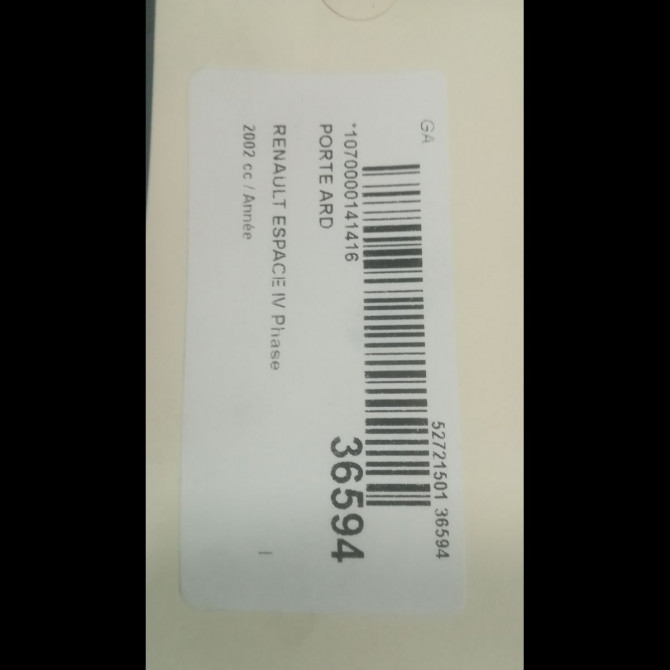 GA
52721501 36594
*1070000141416
36594
PORTE ARD
RENAULT ESPACE IV Phase
2002 cc / Année